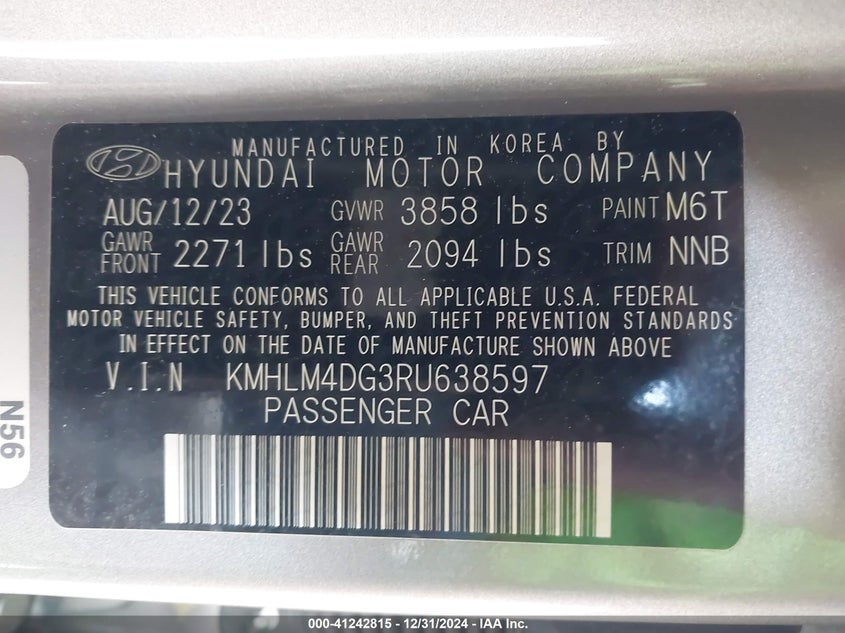 MANUFACTURED IN KOREA BY
HYUNDAI MOTOR COMPANY
AUG/12/23 GVWR 3858 lbs PAINT M6T
GAWR FRONT 2271 lbs GAWR REAR 2094 lbs TRIM NNB
THIS VEHICLE CONFORMS TO ALL APPLICABLE U.S.A. FEDERAL
MOTOR VEHICLE SAFETY, BUMPER, AND THEFT PREVENTION STANDARDS
IN EFFECT ON THE DATE OF MANUFACTURE SHOWN ABOVE
V.I.N KMHLM4DG3RU638597
PASSENGER CAR
N56
000-41242815 - 12/31/2024 - IAA Inc.